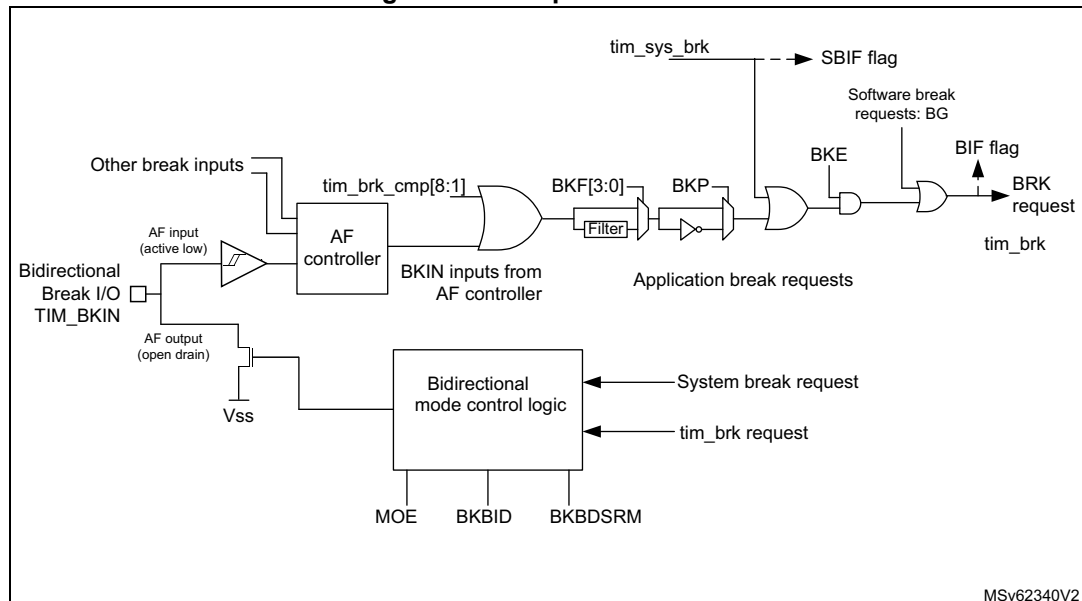 tim_sys_brk
SBIF flag
Software break
requests: BG
BKE
BIF flag
Other break inputs
tim_brk_cmp[8:1]
BKF[3:0]
BKP
BRK
request
Filter
AF input
(active low)
AF
controller
tim_brk
BKIN inputs from
AF controller
Application break requests
Bidirectional
Break I/O
TIM_BKIN
AF output
(open drain)
Bidirectional
mode control logic
System break request
Vss
tim_brk request
MOE
BKBID
BKBDSRM
MSv62340V2